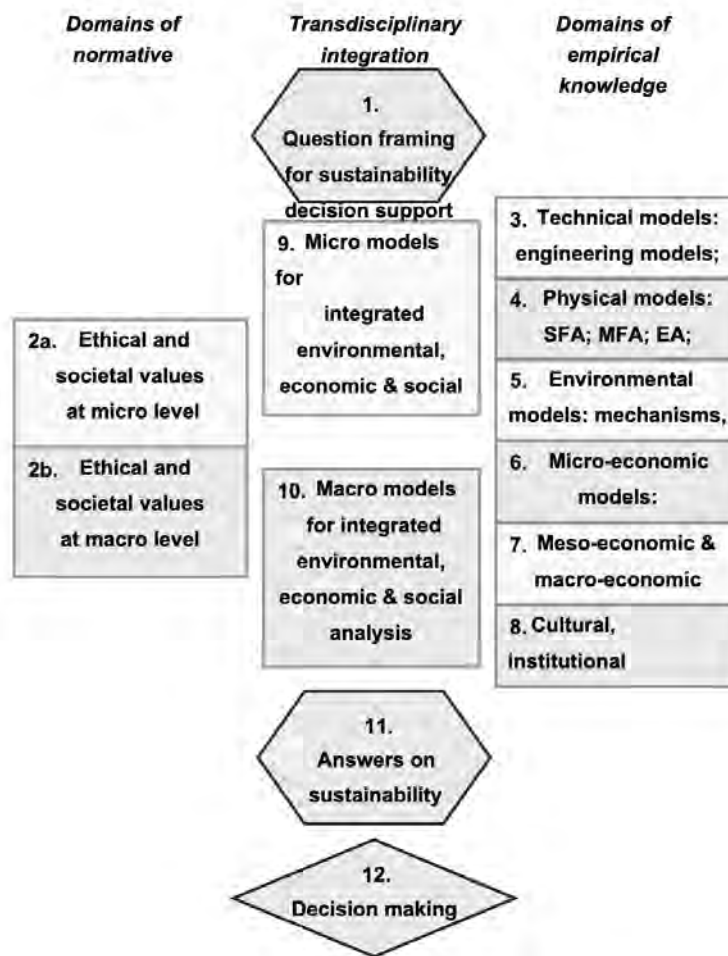 Domains of
normative
Transdisciplinary
integration
Domains of
empirical
knowledge
1.
Question framing
for sustainability
decision support
2a. Ethical and
societal values
at micro level
2b. Ethical and
societal values
at macro level
9. Micro models
for
integrated
environmental,
economic & social
10. Macro models
for integrated
environmental,
economic & social
analysis
3. Technical models:
engineering models;
4. Physical models:
SFA; MFA; EA;
5. Environmental
models: mechanisms,
6. Micro-economic
models:
7. Meso-economic &
macro-economic
8. Cultural,
institutional
11.
Answers on
sustainability
12.
Decision making